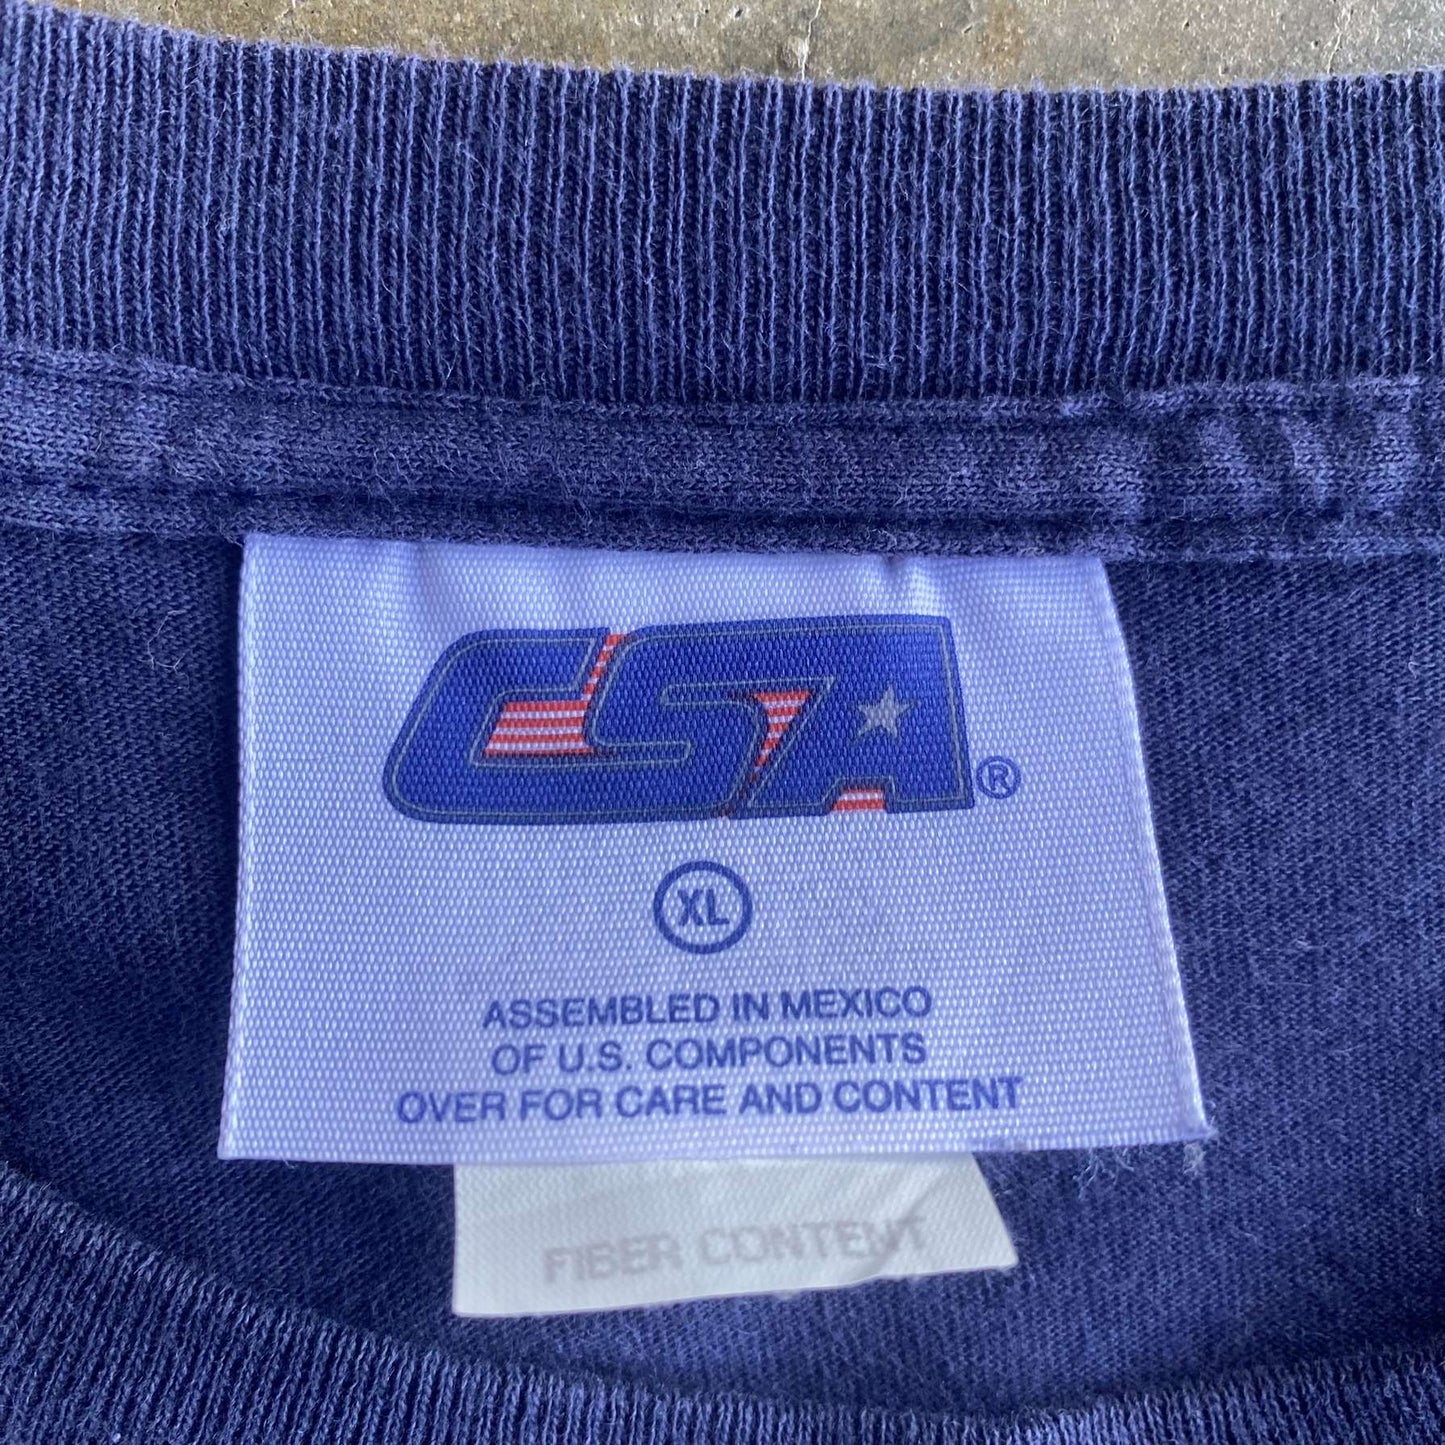 CSA®
XL
ASSEMBLED IN MEXICO
OF U.S. COMPONENTS
OVER FOR CARE AND CONTENT
FIBER CONTENT